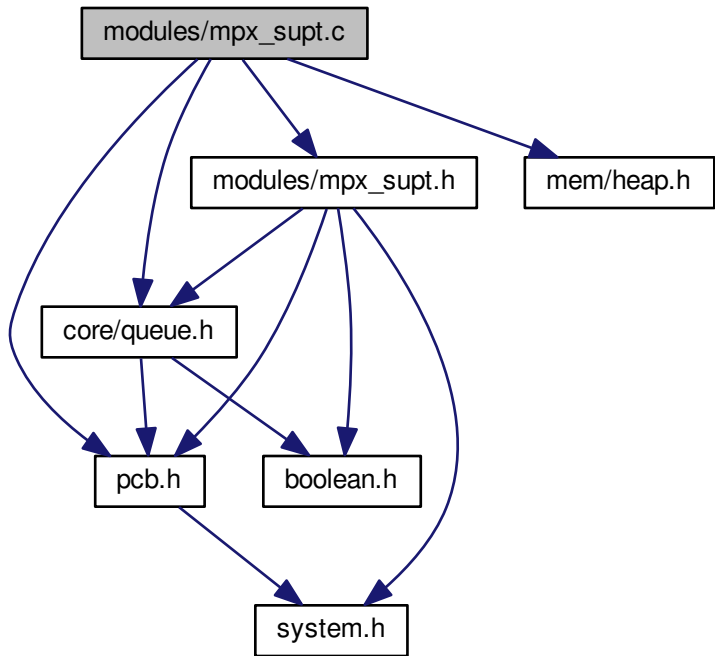 modules/mpx_supt.c
modules/mpx_supt.h
mem/heap.h
core/queue.h
pcb.h
boolean.h
system.h